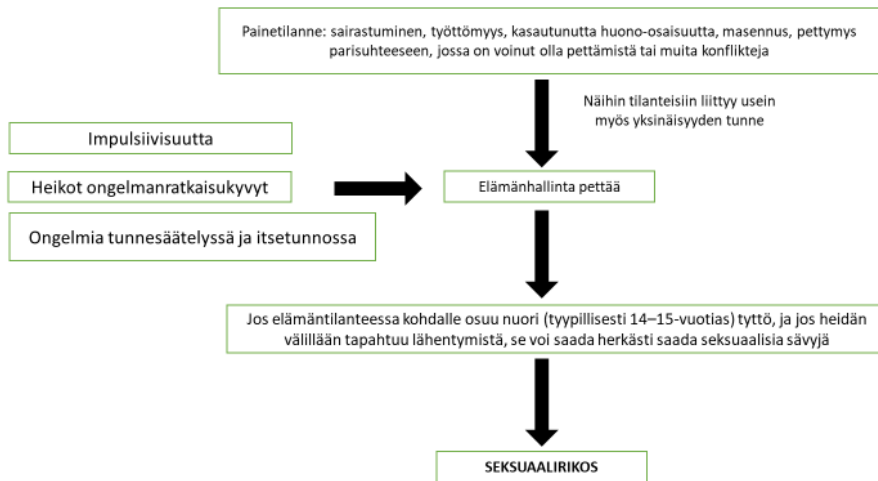 Painetilanne: sairastuminen, työttömyys, kasautunutta huono-osaisuutta, masennus, pettymys
parisuhteeseen, jossa on voinut olla pettämistä tai muita konflikteja
Näihin tilanteisiin liittyy usein
myös yksinäisyyden tunne
Impulsiivisuutta
Heikot ongelmanratkaisukyvyt
Ongelmia tunnesäätelyssä ja itsetunnossa
Elämänhallinta pettää
Jos elämäntilanteessa kohdalle osuu nuori (tyypillisesti 14–15-vuotias) tyttö, ja jos heidän
välillään tapahtuu lähentymistä, se voi saada herkästi saada seksuaalisia sävyjä
SEKSUAALIRIKOS